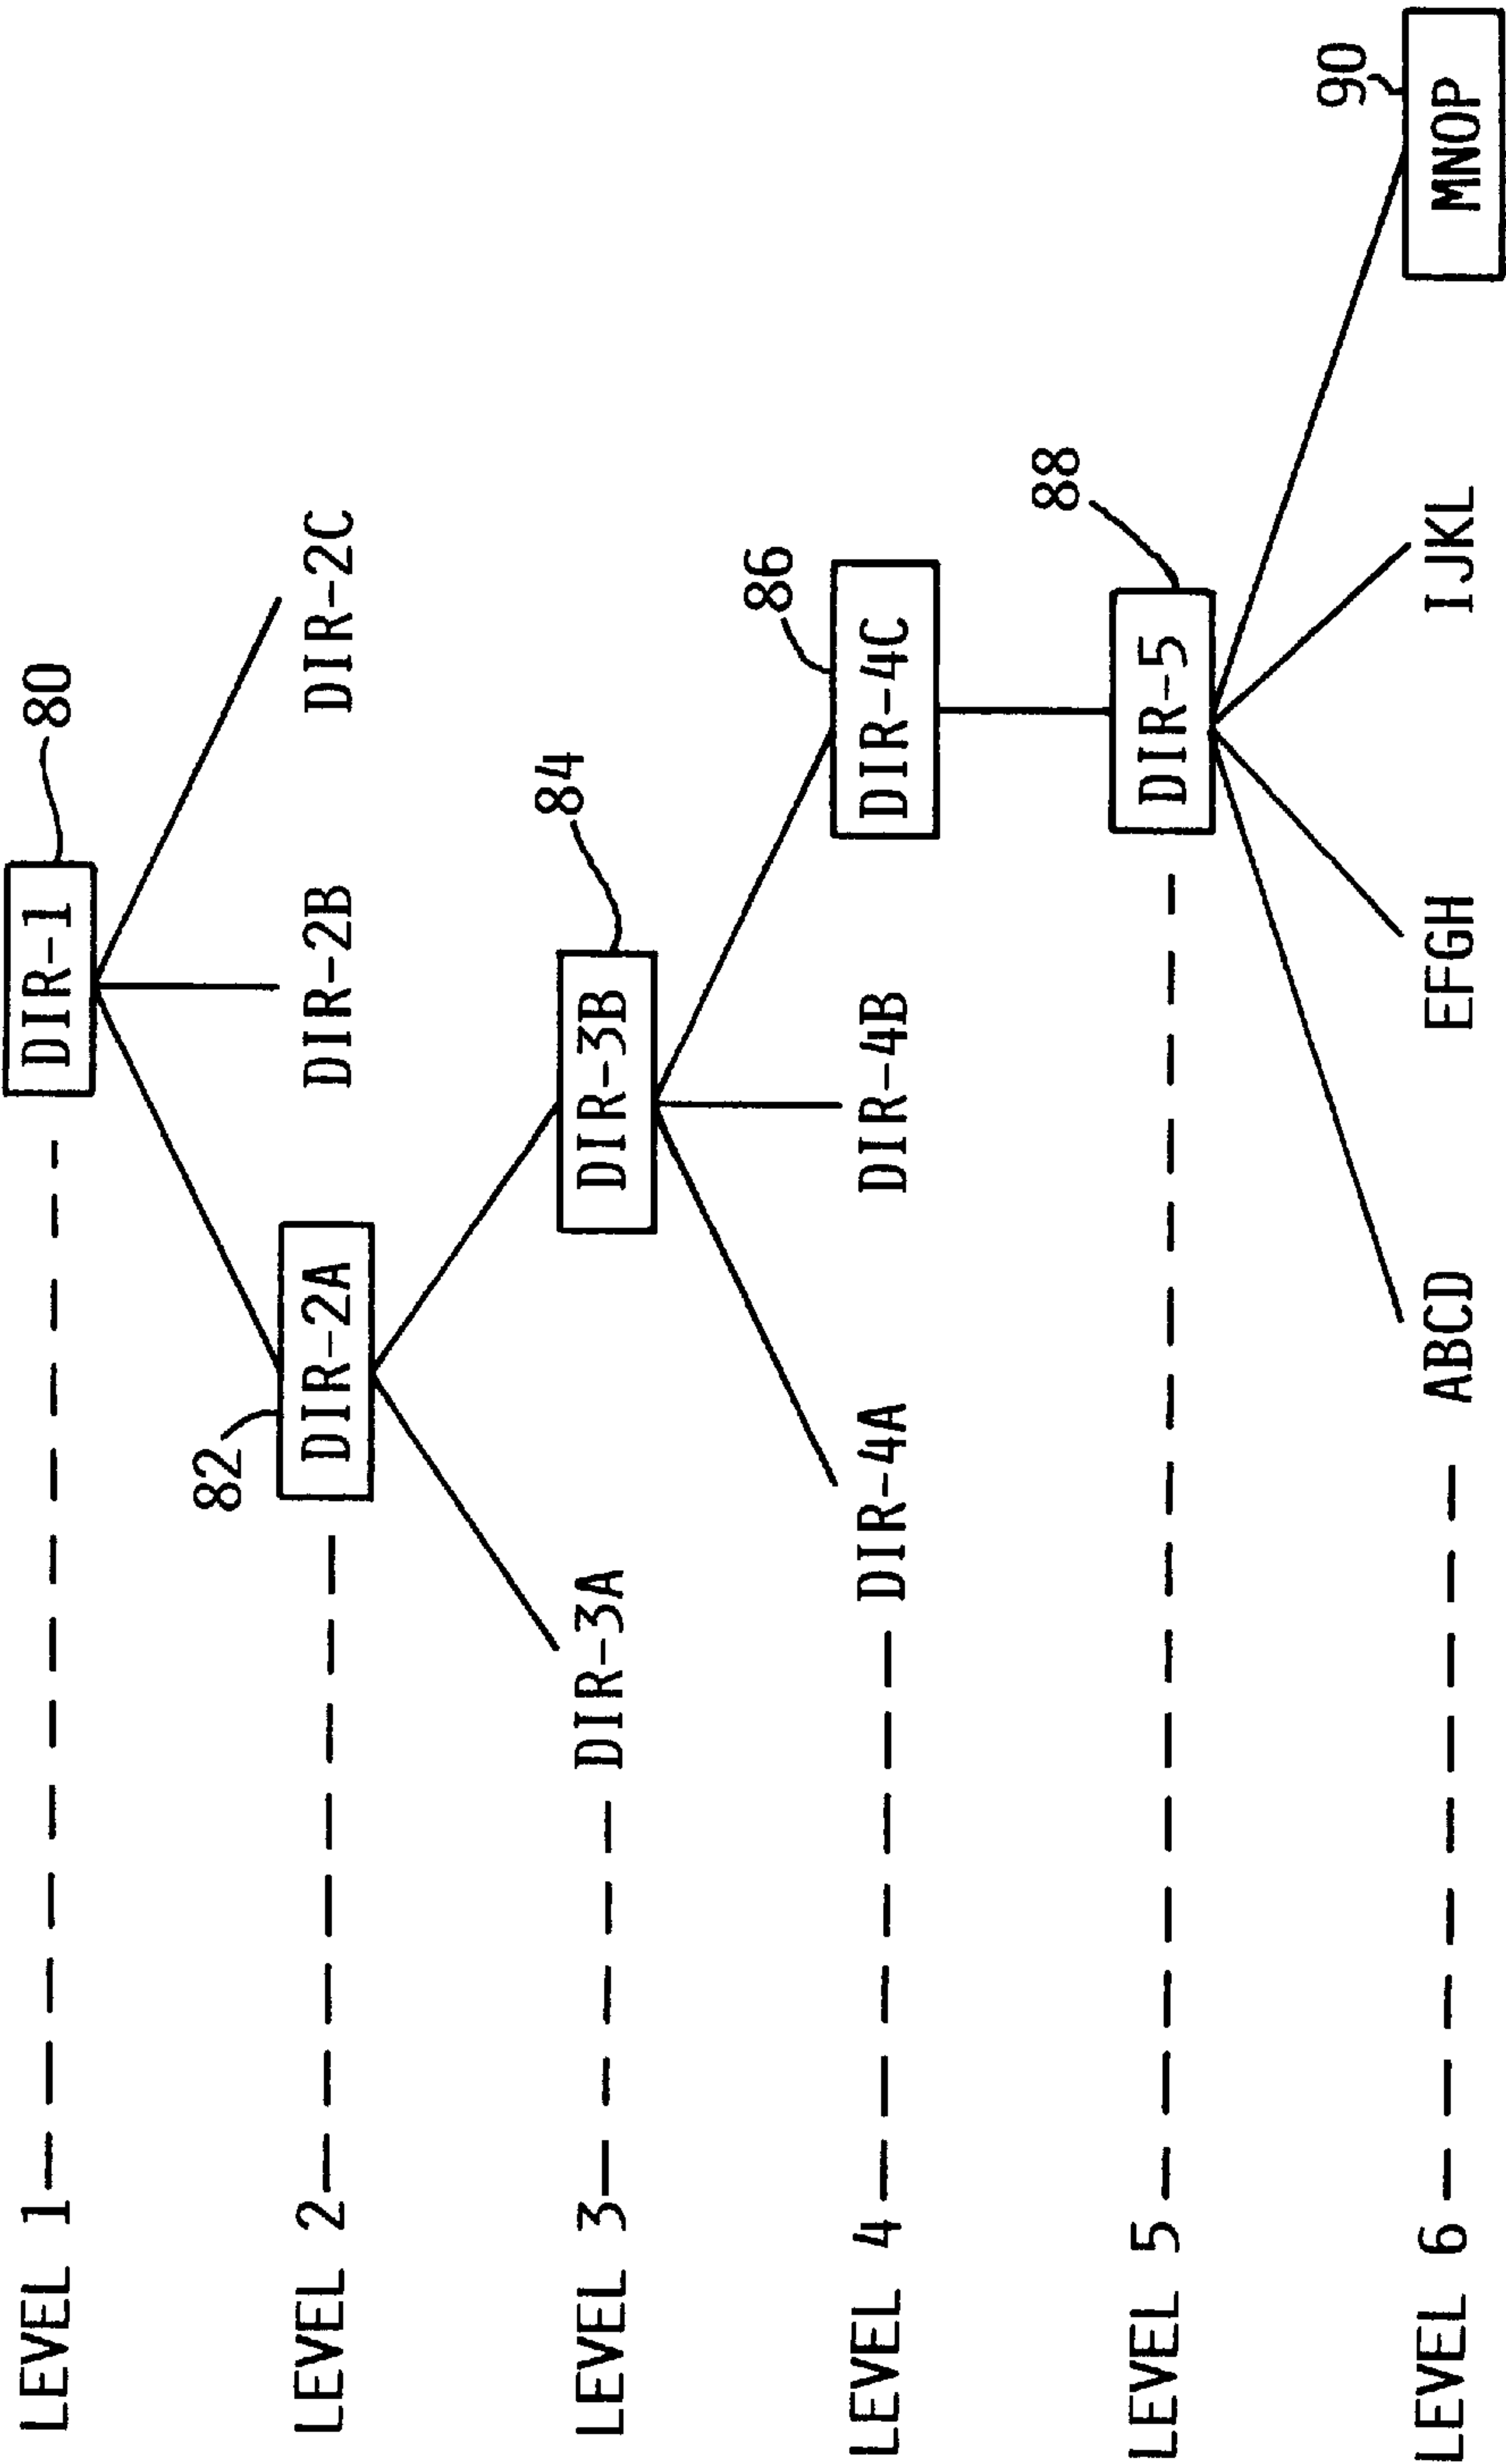 LEVEL 1
DIR-1
80
LEVEL 2
82
DIR-2A
DIR-2B
DIR-2C
LEVEL 3
DIR-3A
DIR-3B
84
LEVEL 4
DIR-4A
DIR-4B
DIR-4C
86
LEVEL 5
DIR-5
88
LEVEL 6
ABCD
EFGH
IJKL
MNOP
90